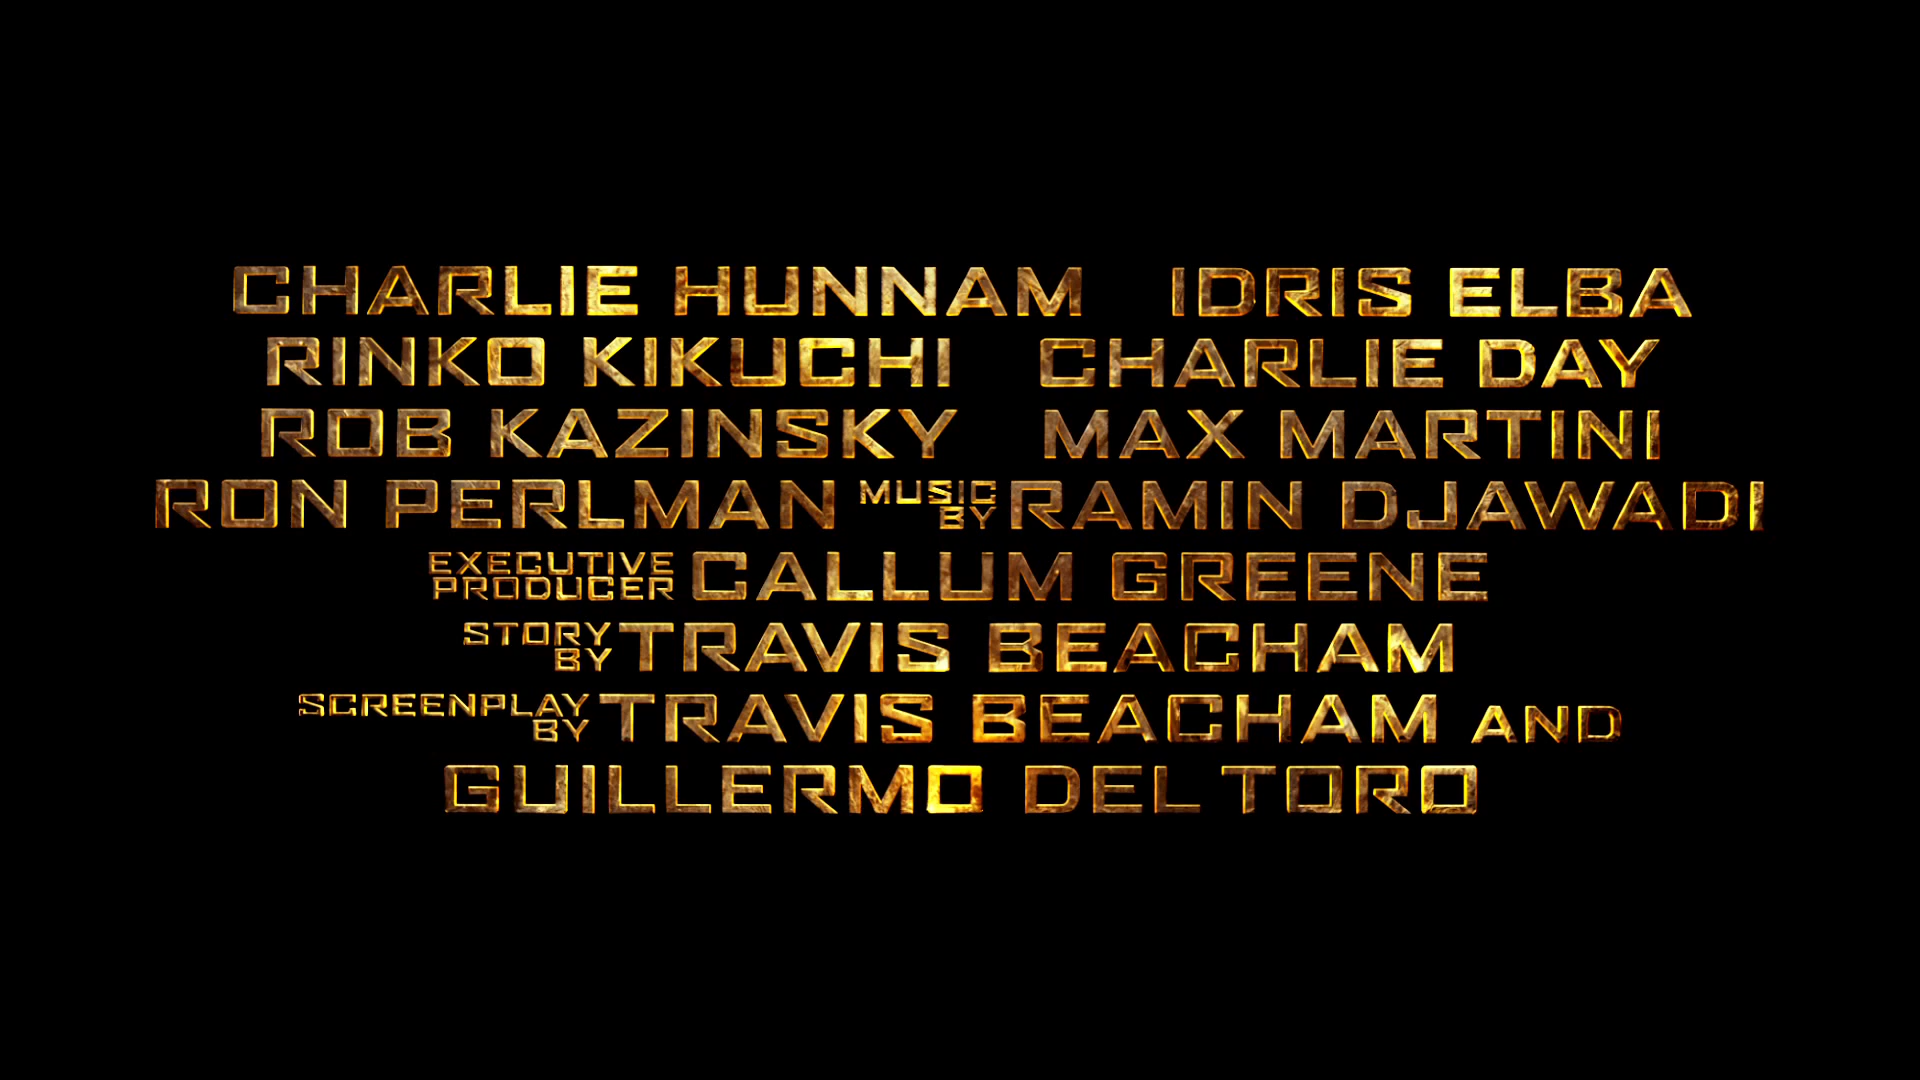 CHARLIE HUNNAM IDRIS ELBA
RINKO KIKUCHI CHARLIE DAY
ROB KAZINSKY MAX MARTINI
RON PERLMAN MUSIC BY RAMIN DJAWADI
EXECUTIVE PRODUCER CALLUM GREENE
STORY BY TRAVIS BEACHAM
SCREENPLAY BY TRAVIS BEACHAM AND
GUILLERMO DEL TORO